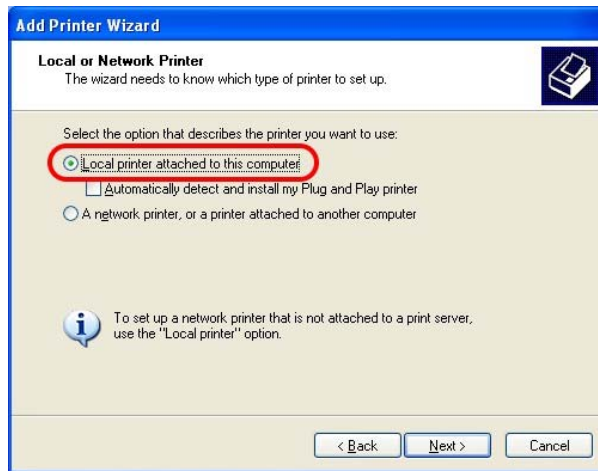 Add Printer Wizard
Local or Network Printer
The wizard needs to know which type of printer to set up.
Select the option that describes the printer you want to use:
Local printer attached to this computer
Automatically detect and install my Plug and Play printer
A network printer, or a printer attached to another computer
To set up a network printer that is not attached to a print server,
use the "Local printer" option.
< Back Next > Cancel